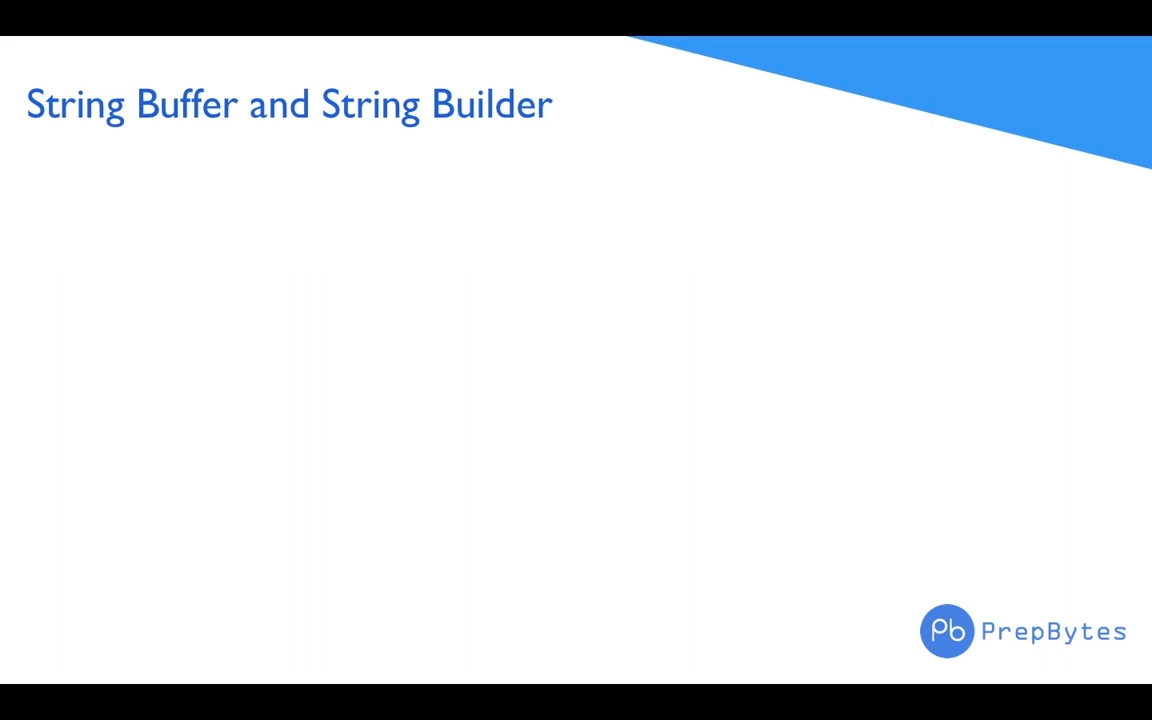 String Buffer and String Builder
Pb PrepBytes